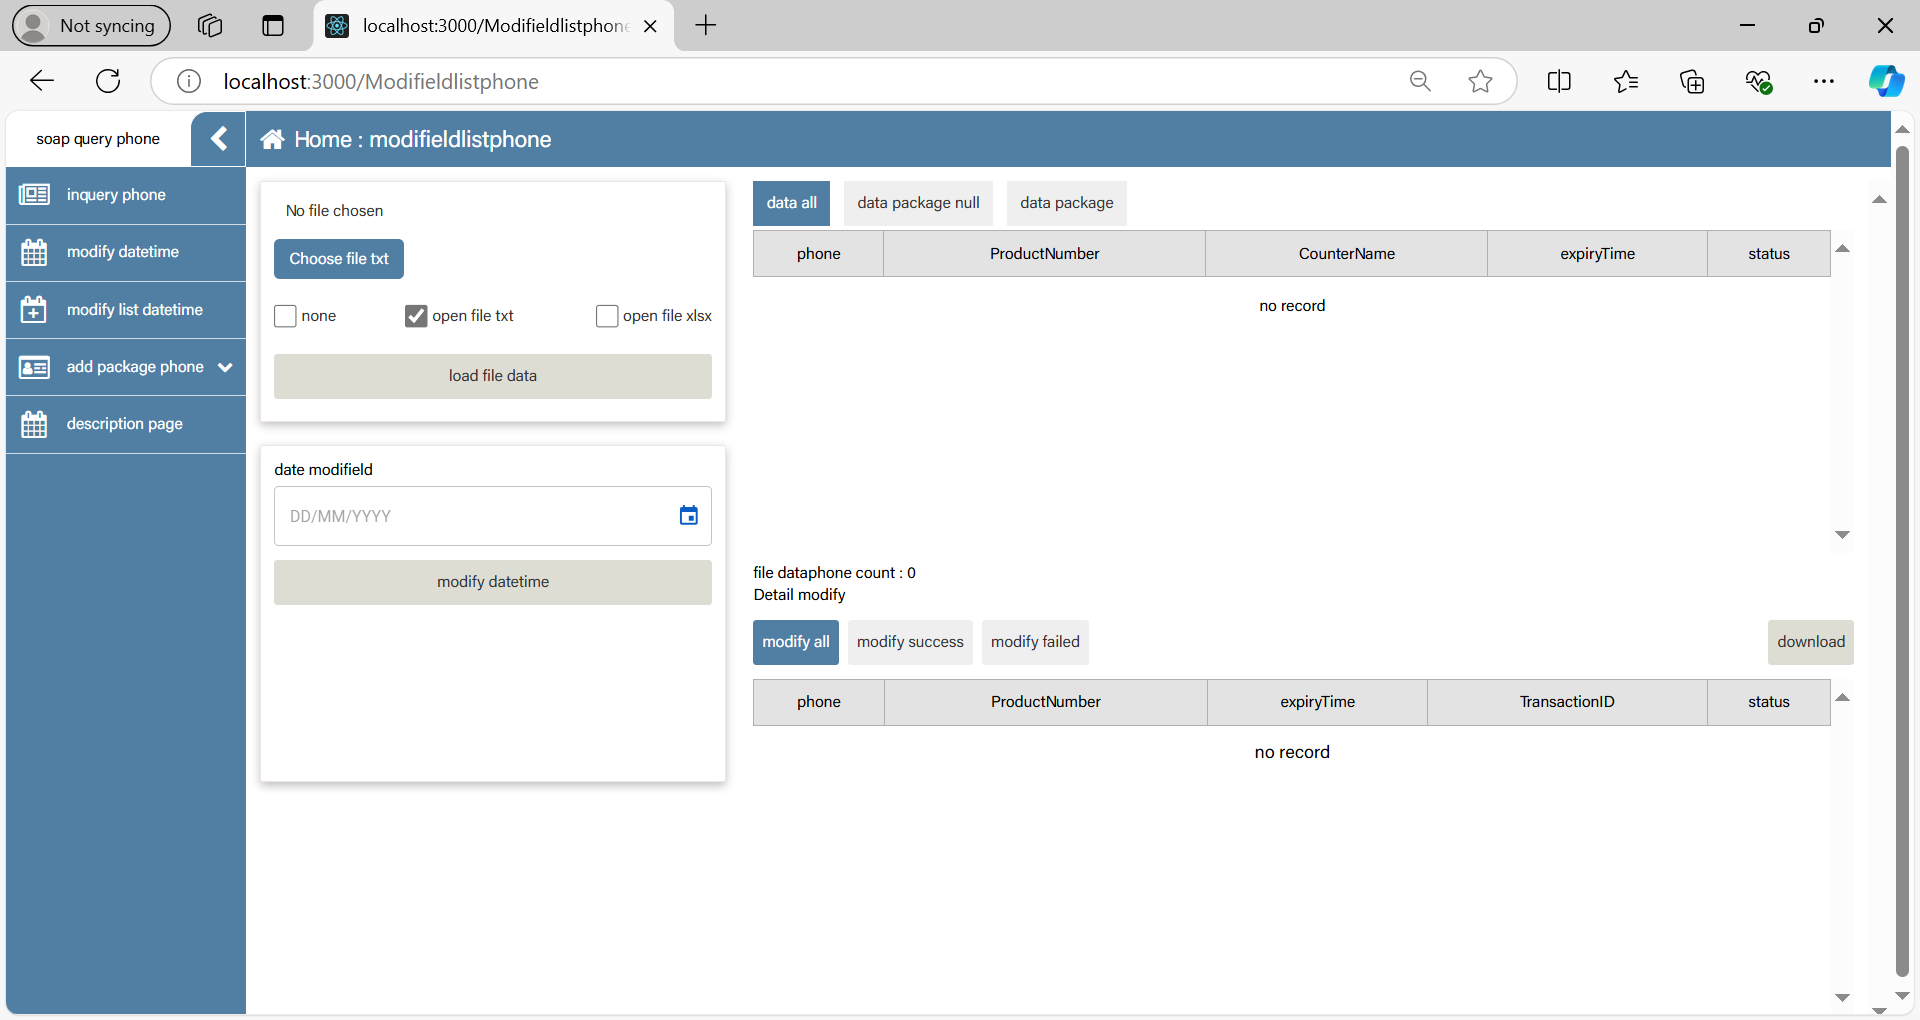 Not syncing
localhost:3000/Modifieldlistphone
localhost:3000/Modifieldlistphone
soap query phone
Home : modifieldlistphone
inquery phone
modify datetime
modify list datetime
add package phone
description page
No file chosen
Choose file txt
none open file txt open file xlsx
load file data
date modifield
DD/MM/YYYY
modify datetime
data all data package null data package
phone ProductNumber CounterName expiryTime status
no record
file dataphone count : 0
Detail modify
modify all modify success modify failed download
phone ProductNumber expiryTime TransactionID status
no record